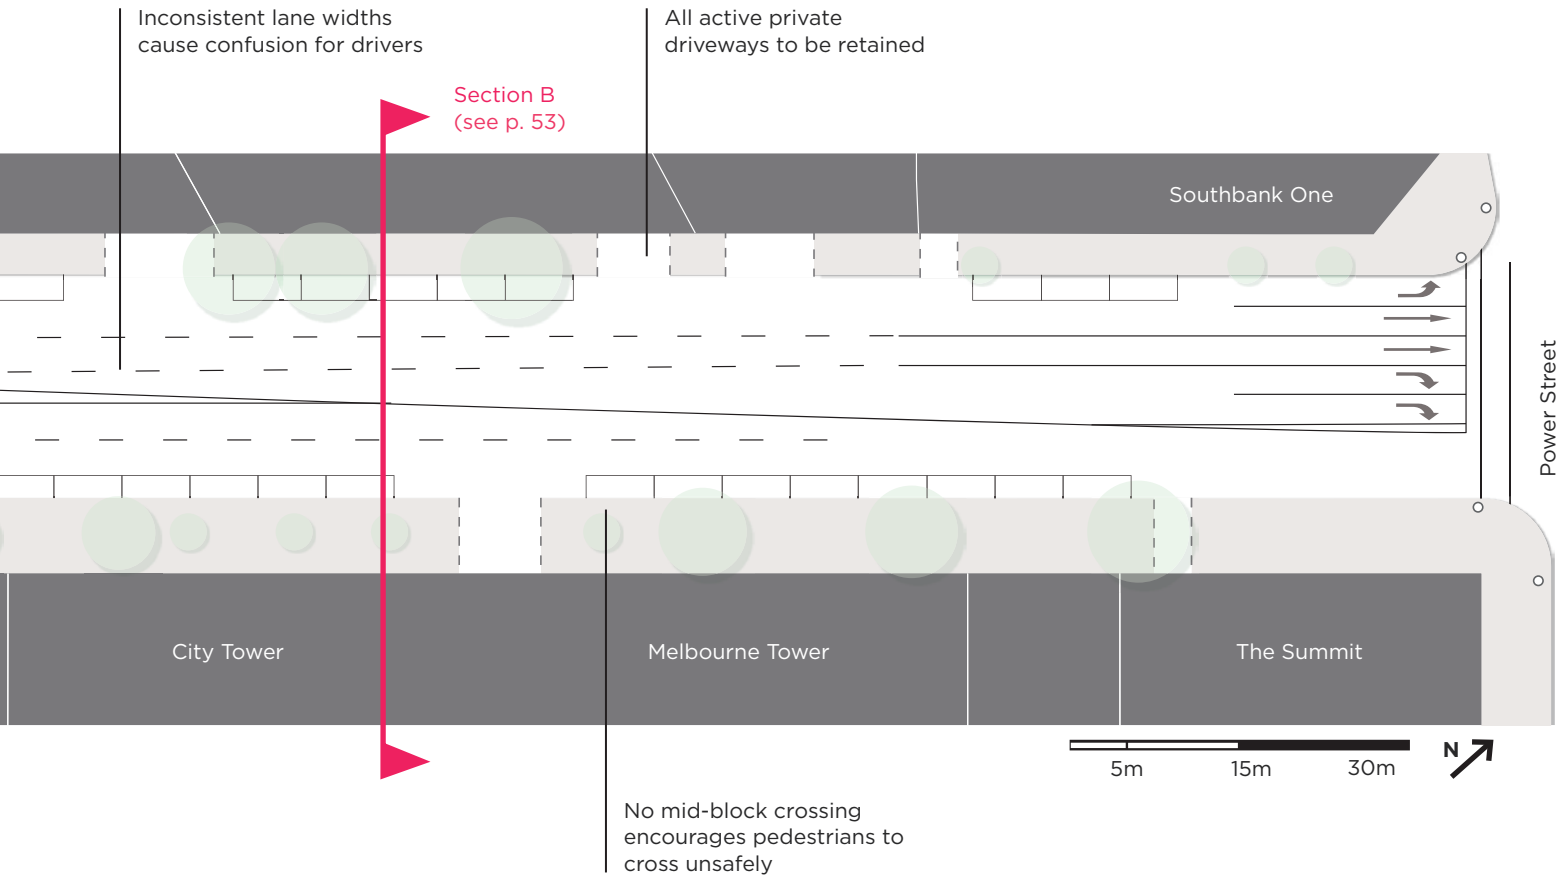 Inconsistent lane widths
cause confusion for drivers
All active private
driveways to be retained
Section B
(see p. 53)
Southbank One
Power Street
City Tower
Melbourne Tower
The Summit
5m
15m
30m
N
No mid-block crossing
encourages pedestrians to
cross unsafely